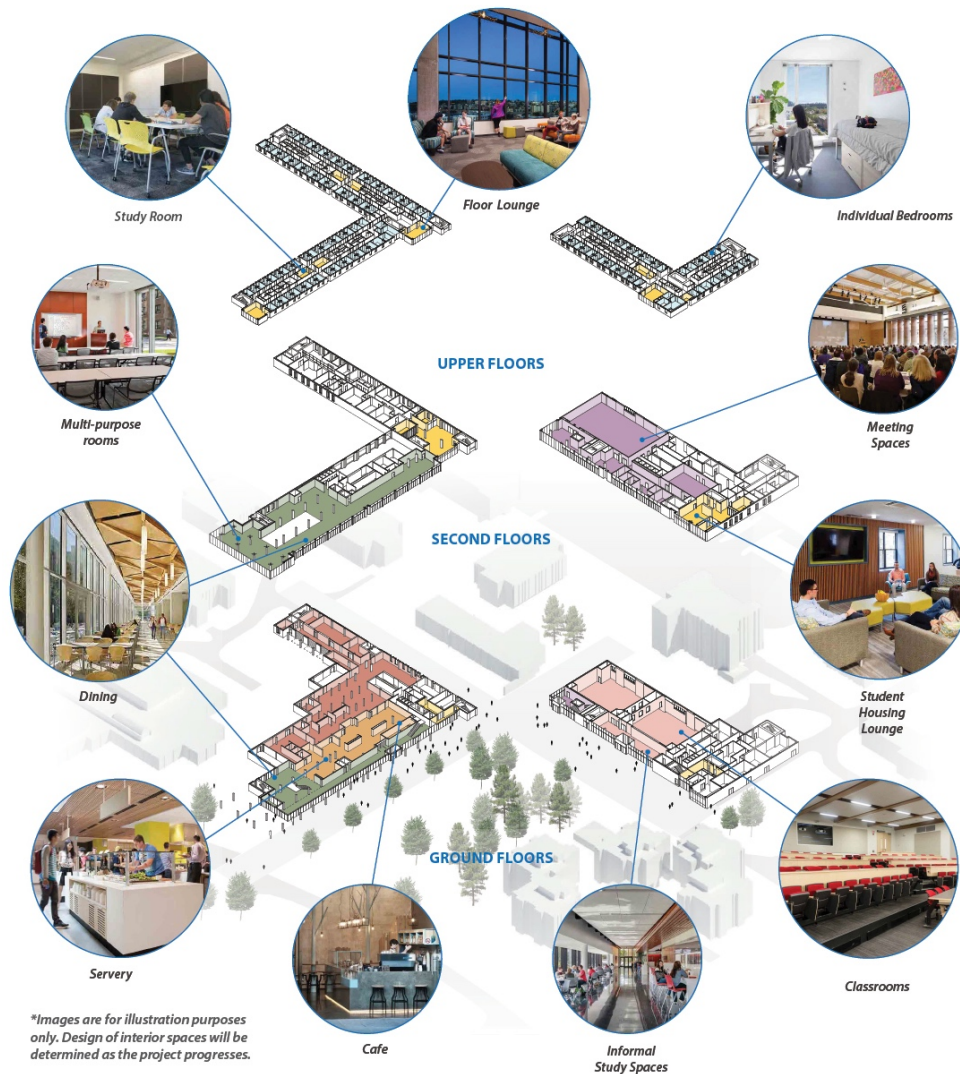 Study Room
Floor Lounge
Individual Bedrooms
UPPER FLOORS
Multi-purpose
rooms
Meeting
Spaces
SECOND FLOORS
Dining
Student
Housing
Lounge
GROUND FLOORS
Servery
Classrooms
*Images are for illustration purposes
only. Design of interior spaces will be
determined as the project progresses.
Cafe
Informal
Study Spaces